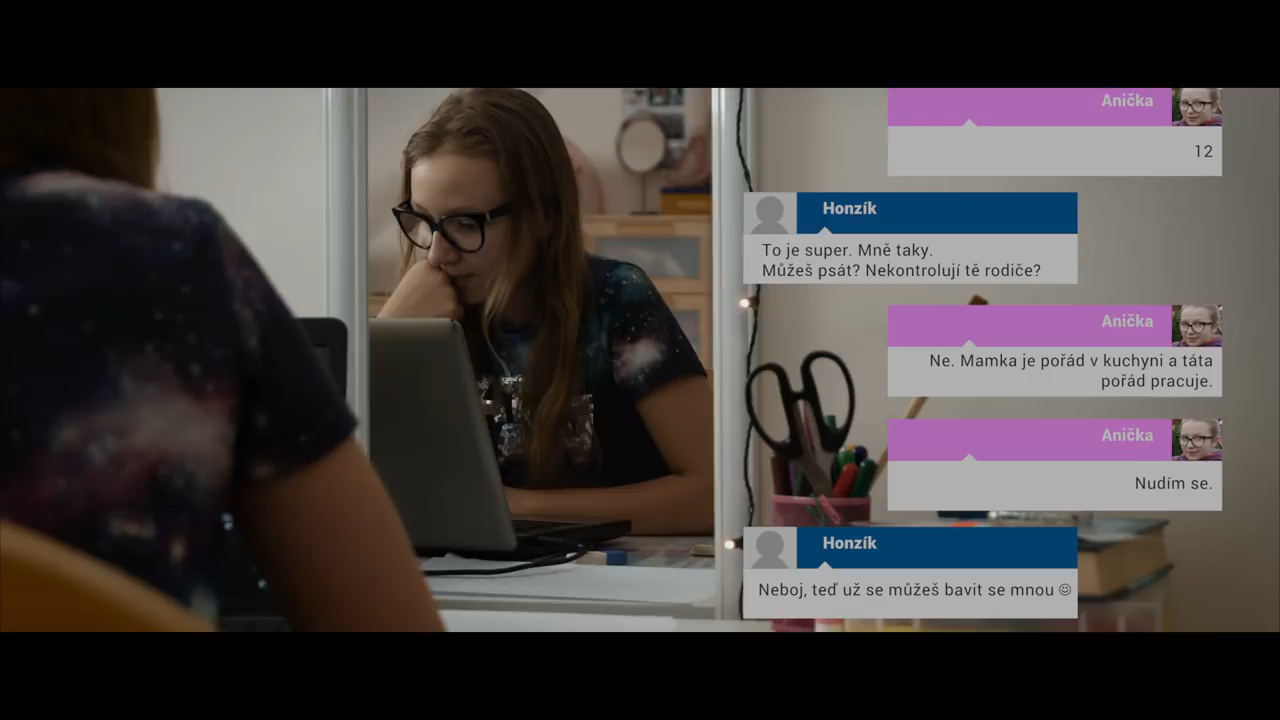 Anička
12
Honzík
To je super. Mně taky.
Můžeš psát? Nekontrolují tě rodiče?
Anička
Ne. Mamka je pořád v kuchyni a táta
pořád pracuje.
Anička
Nudím se.
Honzík
Neboj, teď už se můžeš bavit se mnou ☺